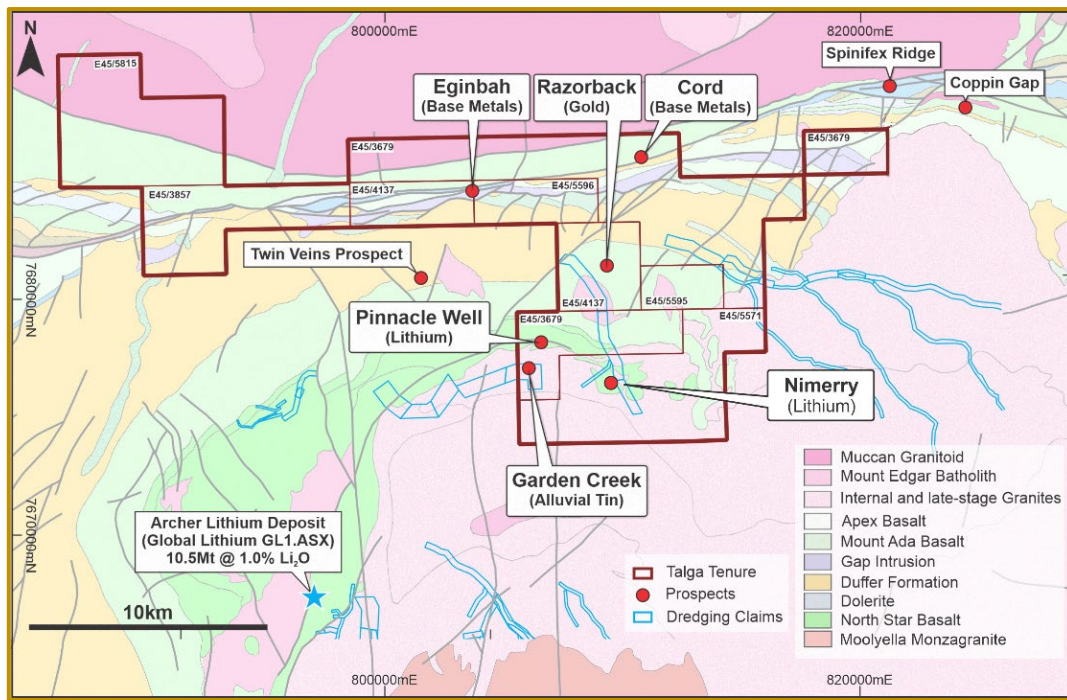 800000mE
820000mE
N
E45/5815
Spinifex Ridge
Eginbah
(Base Metals)
Razorback
(Gold)
Cord
(Base Metals)
Coppin Gap
E45/3679
E45/3679
E45/3857
E45/4137
E45/5596
Twin Veins Prospect
7680000mN
E45/4137
E45/5595
E45/3679
E45/5571
Pinnacle Well
(Lithium)
Nimerry
(Lithium)
Garden Creek
(Alluvial Tin)
7670000mN
Archer Lithium Deposit
(Global Lithium GL1.ASX)
10.5Mt @ 1.0% Li₂O
10km
Talga Tenure
Prospects
Dredging Claims
Muccan Granitoid
Mount Edgar Batholith
Internal and late-stage Granites
Apex Basalt
Mount Ada Basalt
Gap Intrusion
Duffer Formation
Dolerite
North Star Basalt
Moolyella Monzagranite
800000mE
820000mE